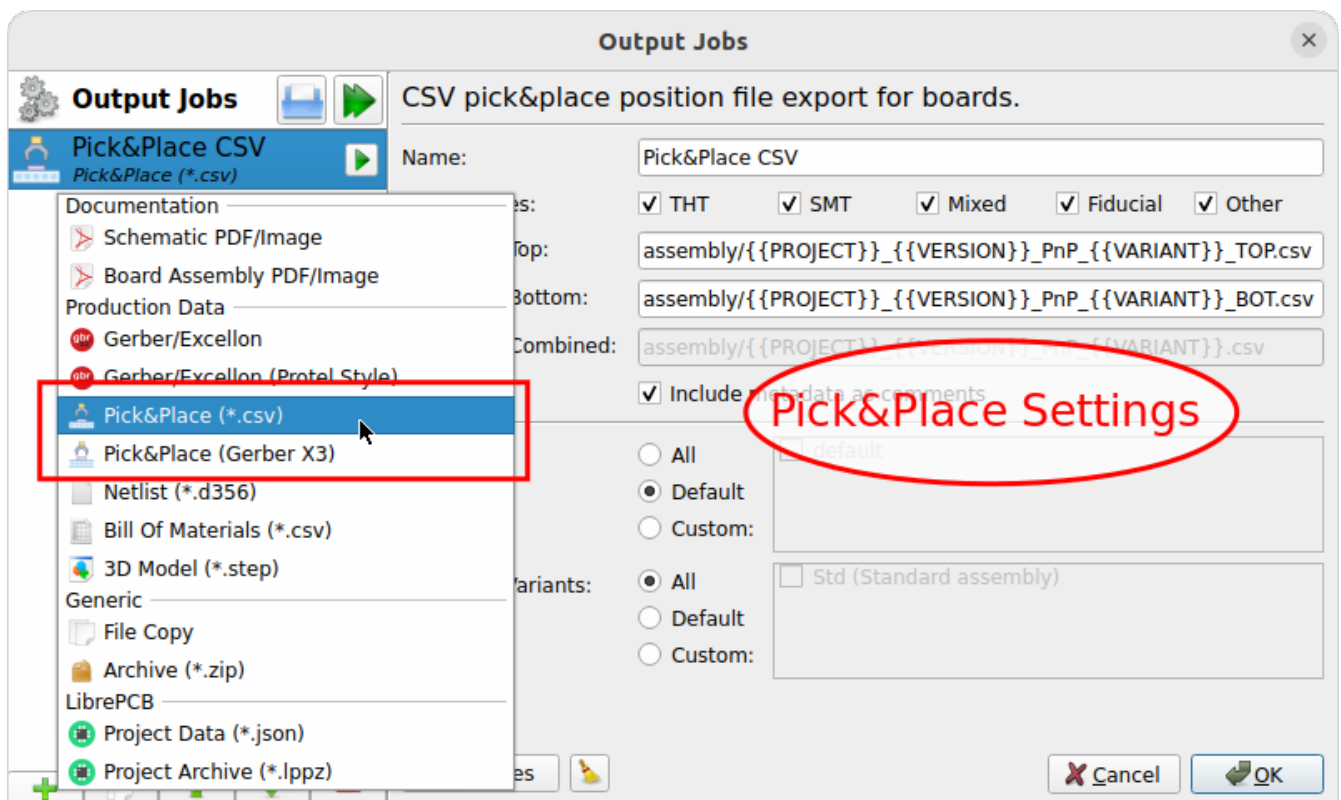 Output Jobs
Output Jobs
CSV pick&place position file export for boards.
Pick&Place CSV
Pick&Place (*.csv)
Name:
Pick&Place CSV
Documentation
Schematic PDF/Image
Board Assembly PDF/Image
Production Data
Gerber/Excellon
Gerber/Excellon (Protel Style)
Pick&Place (*.csv)
Pick&Place (Gerber X3)
Netlist (*.d356)
Bill Of Materials (*.csv)
3D Model (*.step)
Generic
File Copy
Archive (*.zip)
LibrePCB
Project Data (*.json)
Project Archive (*.lppz)
es:
THT
SMT
Mixed
Fiducial
Other
Top:
assembly/{{PROJECT}}_{{VERSION}}_PnP_{{VARIANT}}_TOP.csv
Bottom:
assembly/{{PROJECT}}_{{VERSION}}_PnP_{{VARIANT}}_BOT.csv
Combined:
assembly/{{PROJECT}}_{{VERSION}}_PnP_{{VARIANT}}.csv
Include metadata as comments
Pick&Place Settings
All
Default
Custom:
default
Variants:
All
Default
Custom:
Std (Standard assembly)
es
Cancel
OK